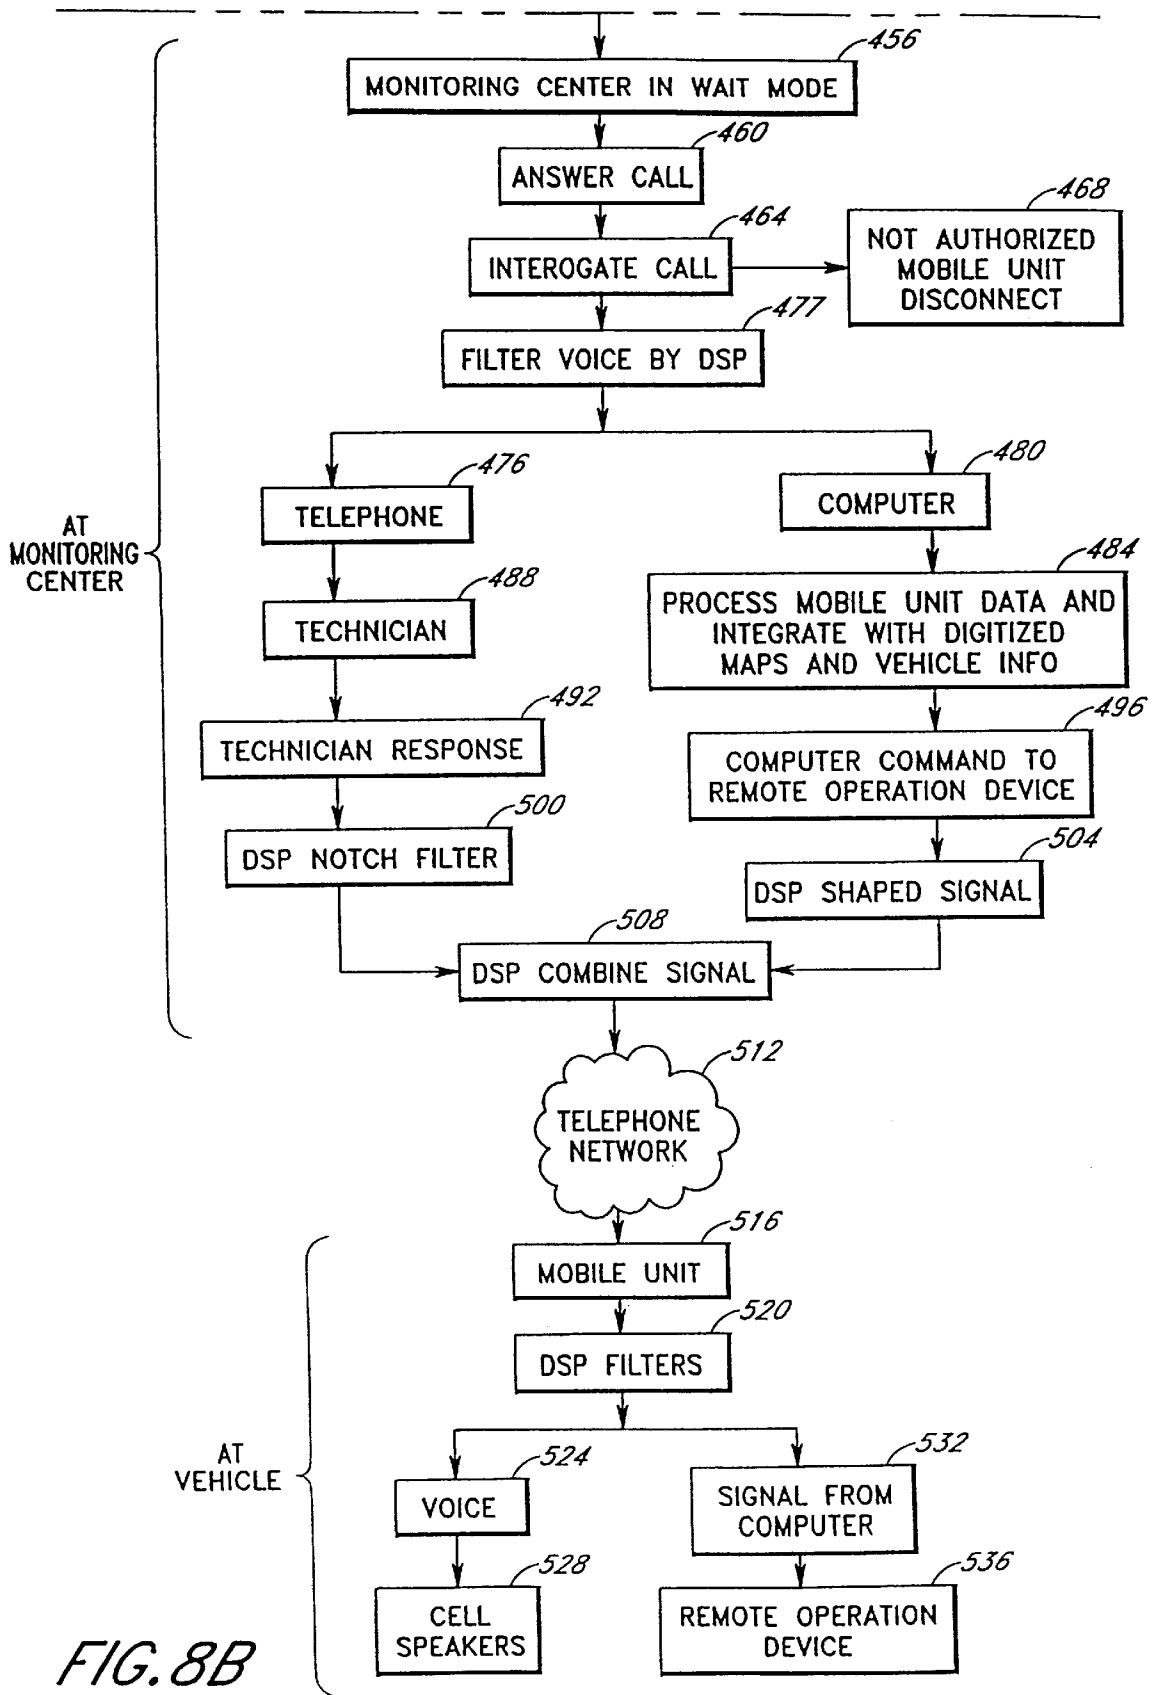 456
MONITORING CENTER IN WAIT MODE
460
ANSWER CALL
464
INTEROGATE CALL
468
NOT AUTHORIZED
MOBILE UNIT
DISCONNECT
477
FILTER VOICE BY DSP
476
TELEPHONE
480
COMPUTER
AT
MONITORING
CENTER
488
TECHNICIAN
484
PROCESS MOBILE UNIT DATA AND
INTEGRATE WITH DIGITIZED
MAPS AND VEHICLE INFO
492
TECHNICIAN RESPONSE
496
COMPUTER COMMAND TO
REMOTE OPERATION DEVICE
500
DSP NOTCH FILTER
504
DSP SHAPED SIGNAL
508
DSP COMBINE SIGNAL
512
TELEPHONE
NETWORK
516
MOBILE UNIT
520
DSP FILTERS
AT
VEHICLE
524
VOICE
532
SIGNAL FROM
COMPUTER
528
CELL
SPEAKERS
536
REMOTE OPERATION
DEVICE
FIG. 8B